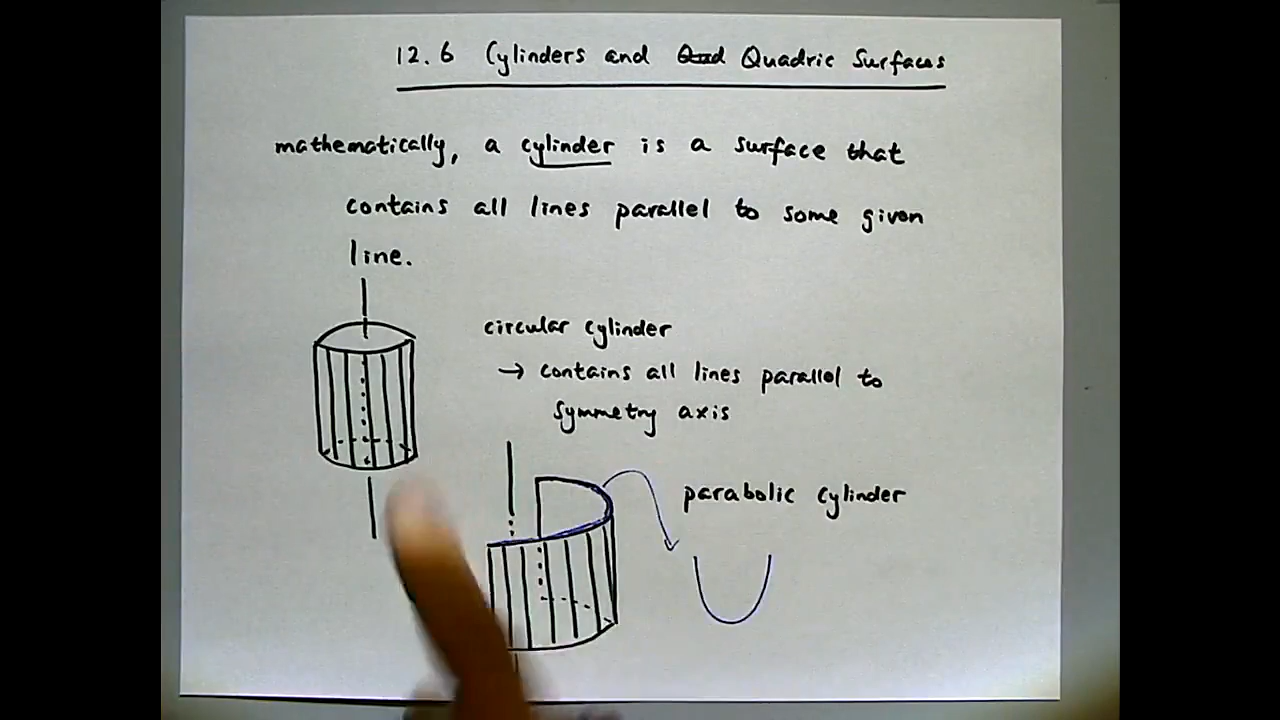 12.6 Cylinders and Quad Quadric Surfaces
mathematically, a cylinder is a surface that
contains all lines parallel to some given
line.
circular cylinder
→ contains all lines parallel to
symmetry axis
parabolic cylinder